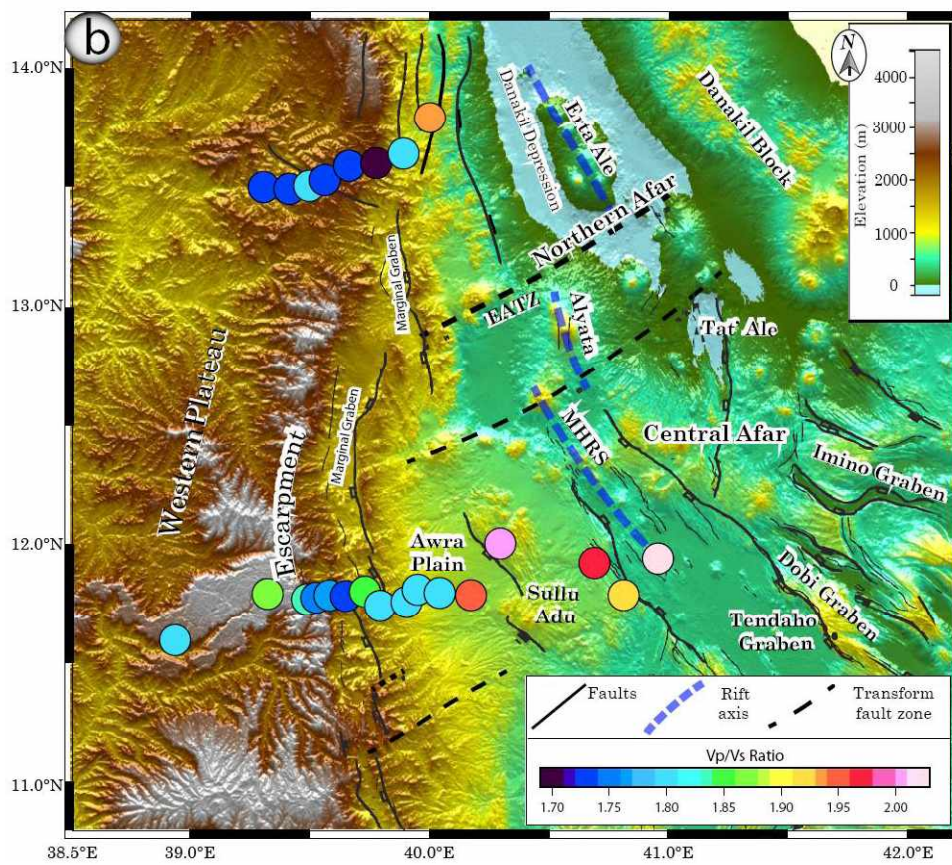 b
14.0°N
13.0°N
12.0°N
11.0°N
38.5°E
39.0°E
40.0°E
41.0°E
42.0°E
N
Elevation (m)
4000
3000
2000
1000
0
Danakil Depression
Erta Ale
Danakil Block
Northern Afar
Marginal Graben
EATZ
Alyata
Tat' Ale
Western Plateau
Escarpment
Marginal Graben
MHRS
Central Afar
Imino Graben
Awra
Plain
Sullu
Adu
Dobi Graben
Tendaho
Graben
Faults
Rift
axis
Transform
fault zone
Vp/Vs Ratio
1.70
1.75
1.80
1.85
1.90
1.95
2.00